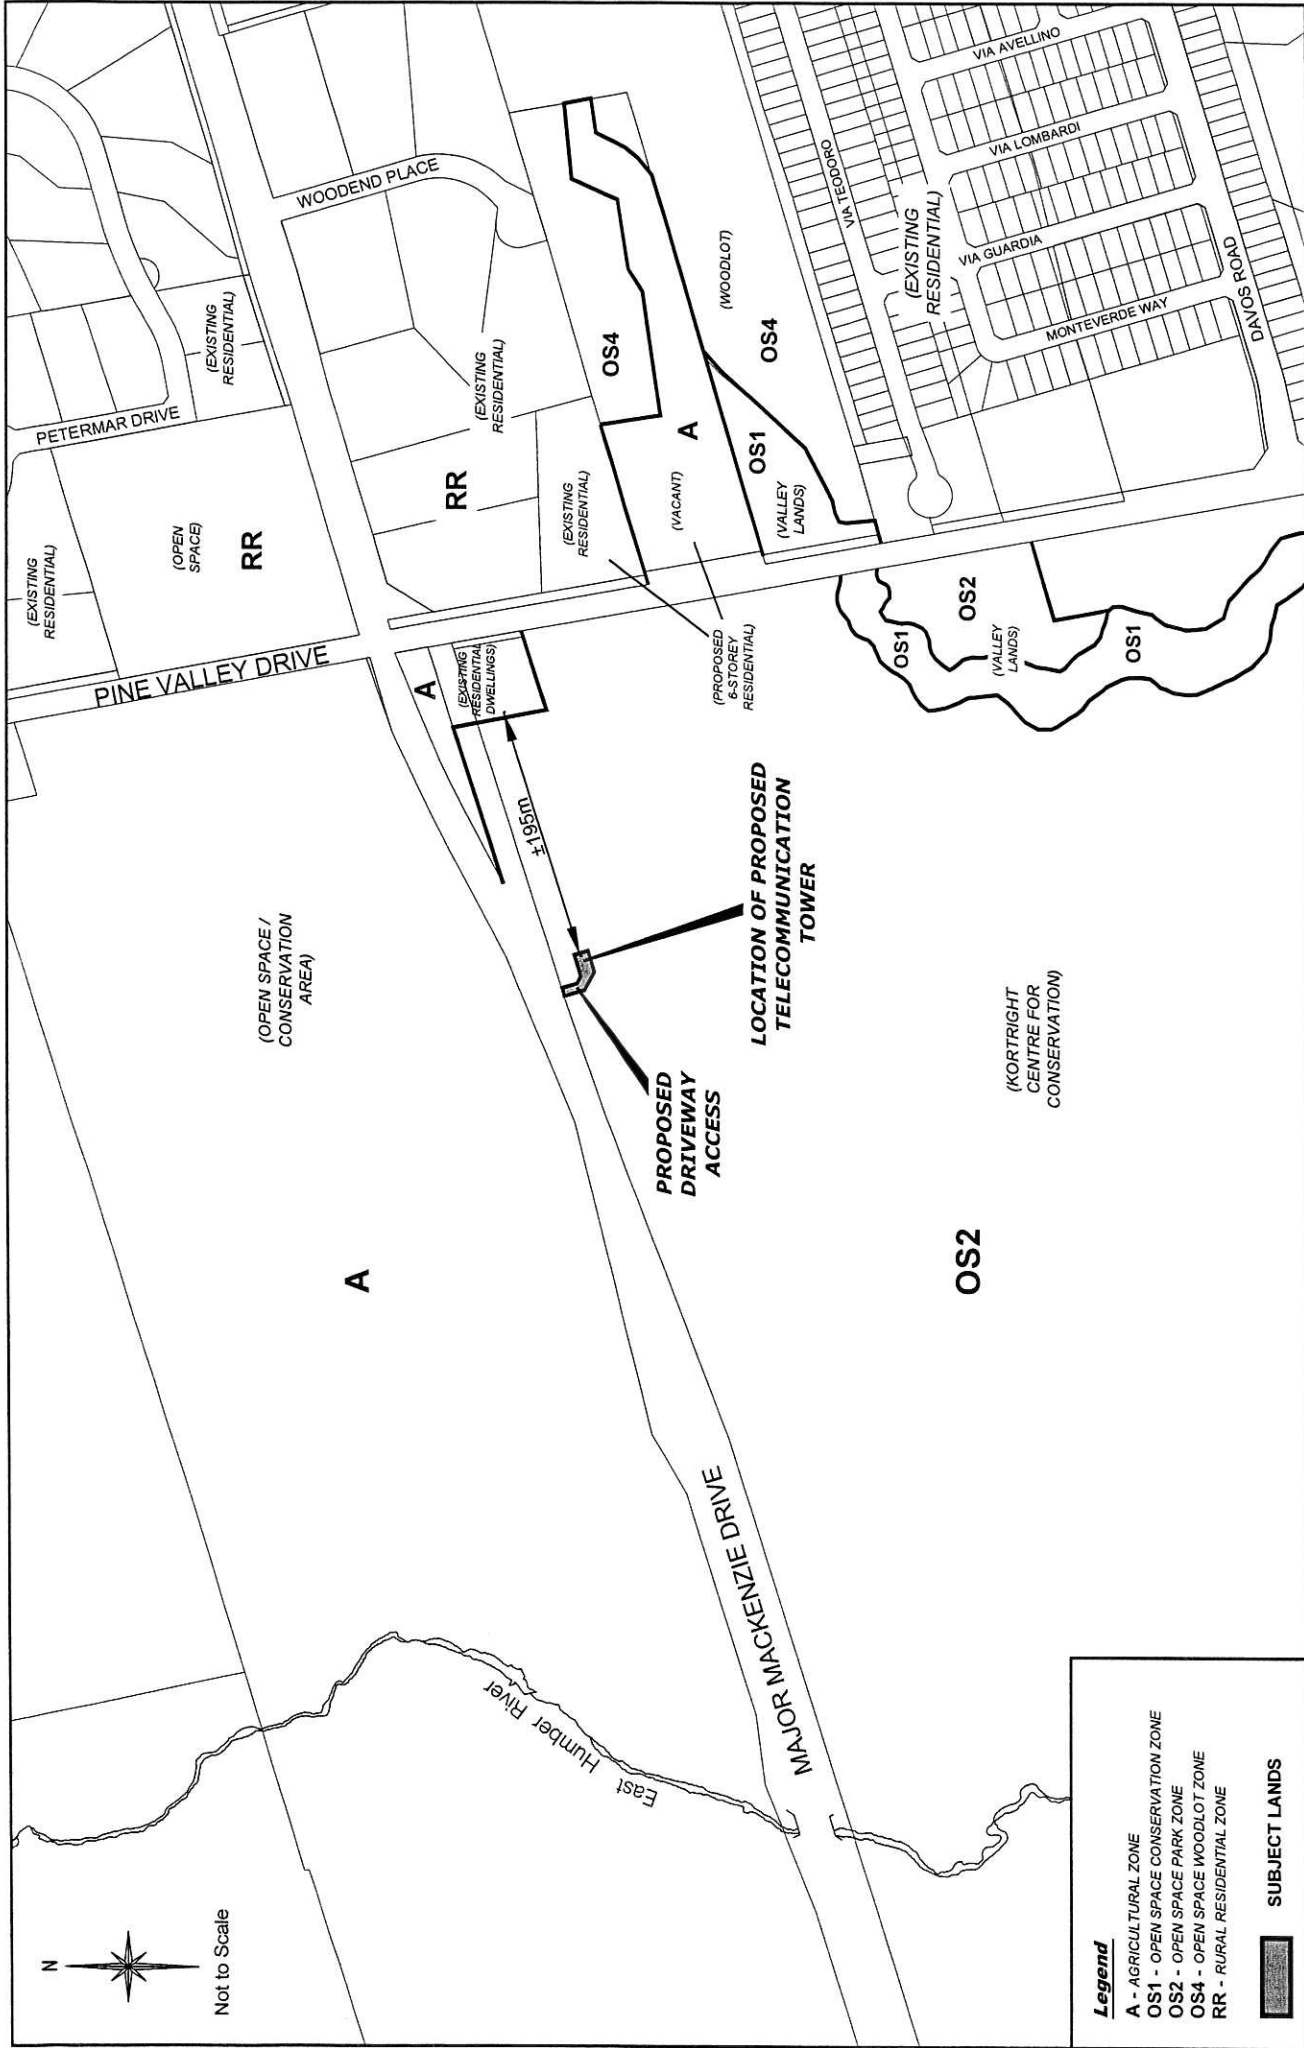 N
Not to Scale
East Humber River
MAJOR MACKENZIE DRIVE
A
(OPEN SPACE /
CONSERVATION
AREA)
PINE VALLEY DRIVE
(EXISTING
RESIDENTIAL)
(OPEN
SPACE)
RR
PETERMAR DRIVE
(EXISTING
RESIDENTIAL)
WOODEND PLACE
RR
(EXISTING
RESIDENTIAL)
(EXISTING
RESIDENTIAL)
A
(EXISTING
RESIDENTIAL
DWELLINGS)
±195m
PROPOSED
DRIVEWAY
ACCESS
LOCATION OF PROPOSED
TELECOMMUNICATION
TOWER
(PROPOSED
6-STOREY
RESIDENTIAL)
(VACANT)
A
OS4
(WOODLOT)
OS4
OS1
(VALLEY
LANDS)
OS1
OS2
(VALLEY
LANDS)
OS1
OS2
(KORTRIGHT
CENTRE FOR
CONSERVATION)
VIA TEODORO
(EXISTING
RESIDENTIAL)
VIA AVELLINO
VIA LOMBARDI
VIA GUARDIA
MONTEVERDE WAY
DAVOS ROAD
Legend
A - AGRICULTURAL ZONE
OS1 - OPEN SPACE CONSERVATION ZONE
OS2 - OPEN SPACE PARK ZONE
OS4 - OPEN SPACE WOODLOT ZONE
RR - RURAL RESIDENTIAL ZONE
SUBJECT LANDS